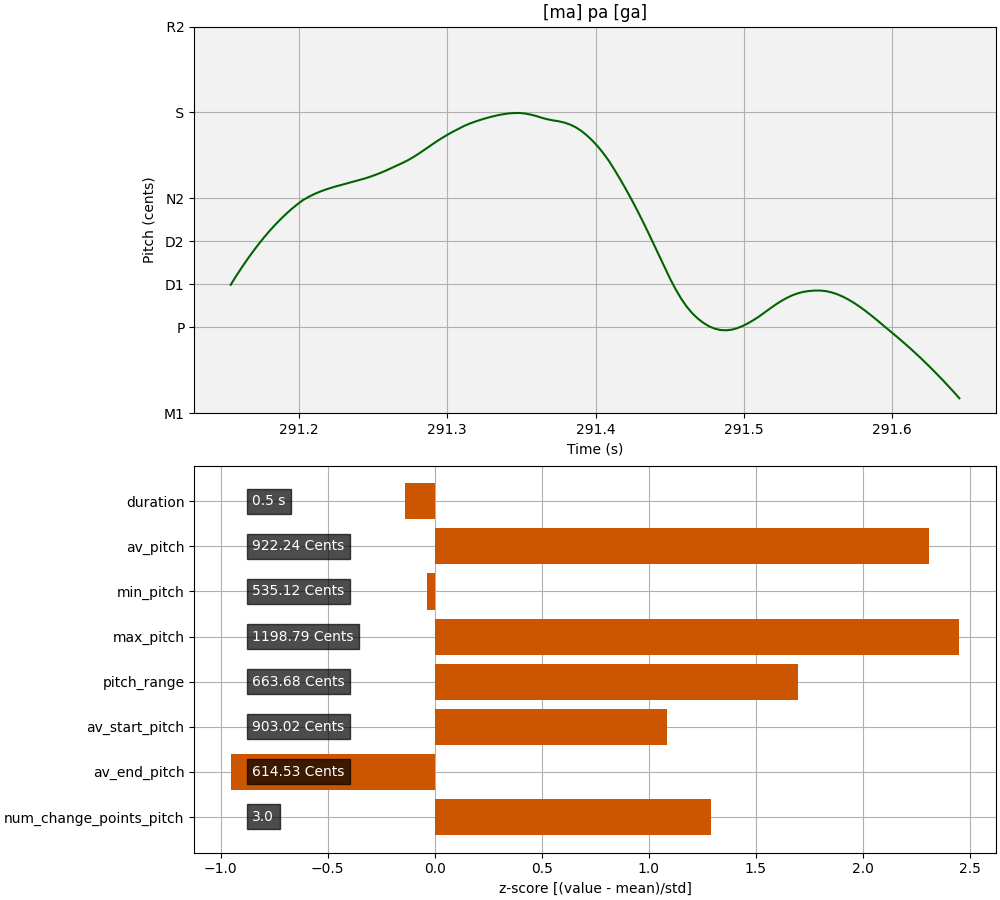 [ma] pa [ga]
R2
S
N2
D2
D1
P
M1
Pitch (cents)
291.2 291.3 291.4 291.5 291.6
Time (s)
duration 0.5 s
av_pitch 922.24 Cents
min_pitch 535.12 Cents
max_pitch 1198.79 Cents
pitch_range 663.68 Cents
av_start_pitch 903.02 Cents
av_end_pitch 614.53 Cents
num_change_points_pitch 3.0
−1.0 −0.5 0.0 0.5 1.0 1.5 2.0 2.5
z-score [(value - mean)/std]